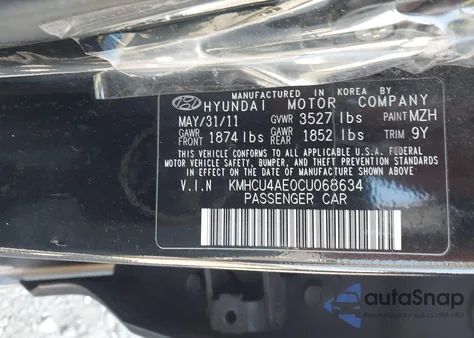 MANUFACTURED IN KOREA BY
HYUNDAI MOTOR COMPANY
MAY/31/11 GVWR 3527 lbs PAINT MZH
GAWR FRONT 1874 lbs GAWR REAR 1852 lbs TRIM 9Y
THIS VEHICLE CONFORMS TO ALL APPLICABLE U.S.A. FEDERAL
MOTOR VEHICLE SAFETY, BUMPER, AND THEFT PREVENTION
STANDARDS IN EFFECT ON THE DATE OF MANUFACTURE SHOWN ABOVE.
V.I.N KMHCU4AE0CU068634
PASSENGER CAR
autoSnap